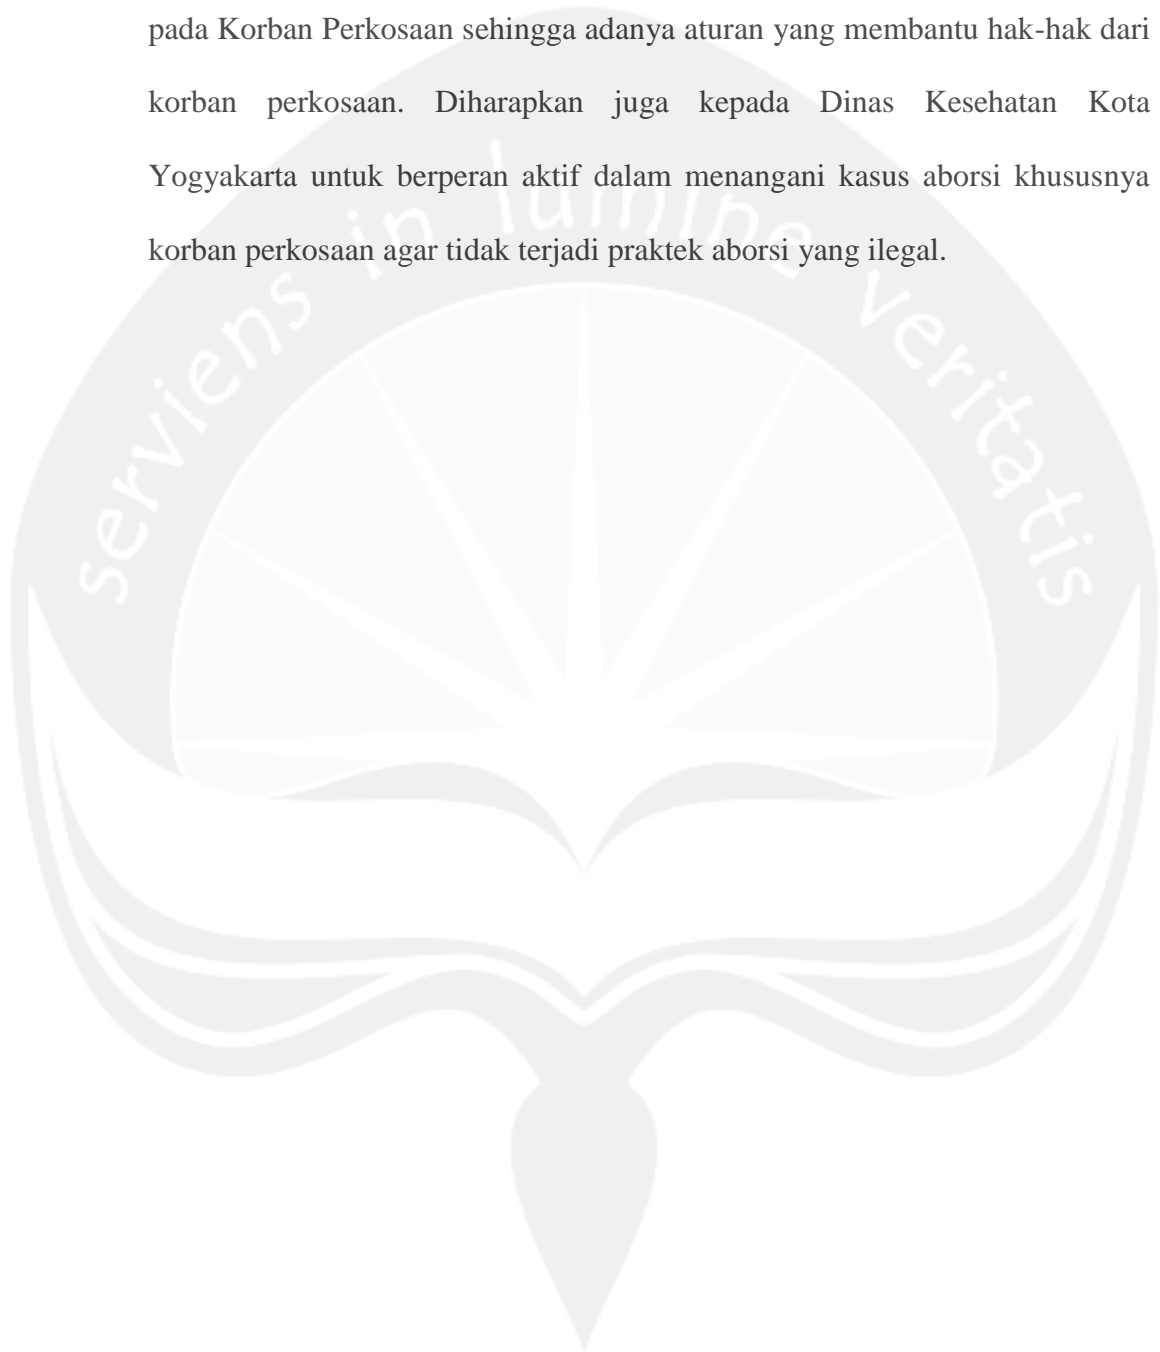 pada Korban Perkosaan sehingga adanya aturan yang membantu hak-hak dari
korban perkosaan. Diharapkan juga kepada Dinas Kesehatan Kota
Yogyakarta untuk berperan aktif dalam menangani kasus aborsi khususnya
korban perkosaan agar tidak terjadi praktek aborsi yang ilegal.
serviens in lumine veritatis